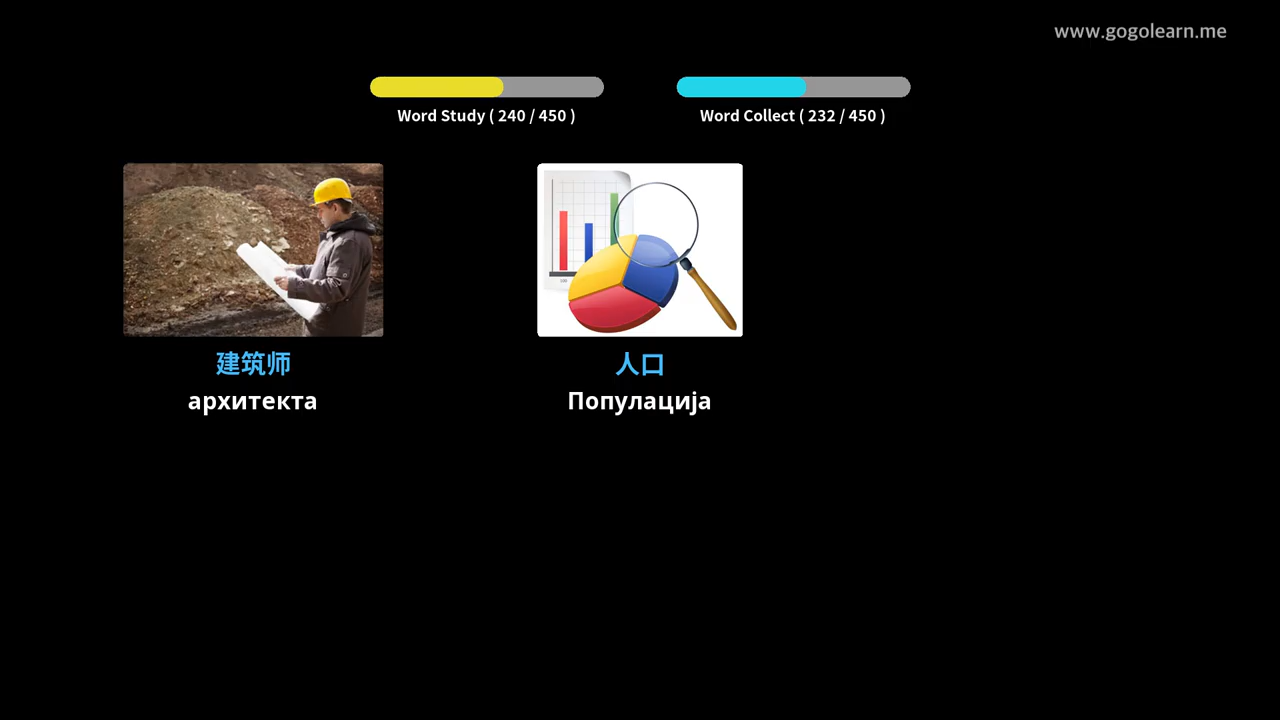 www.gogolearn.me
Word Study ( 240 / 450 )
Word Collect ( 232 / 450 )
建筑师
архитекта
人口
Популација